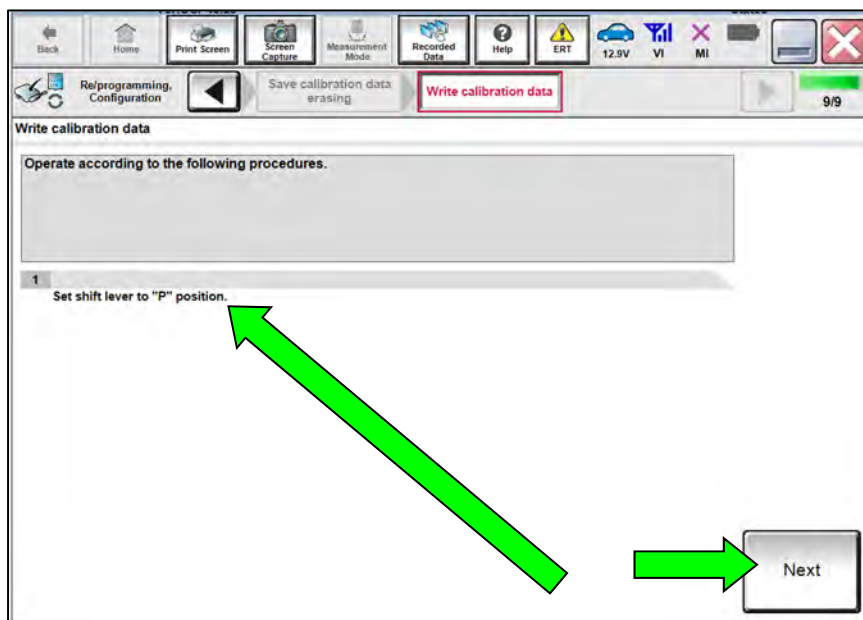 Back
Home
Print Screen
Screen
Capture
Measurement
Mode
Recorded
Data
Help
ERT
12.9V
VI
MI
Re/programming,
Configuration
Save calibration data
erasing
Write calibration data
9/9
Write calibration data
Operate according to the following procedures.
1
Set shift lever to "P" position.
Next